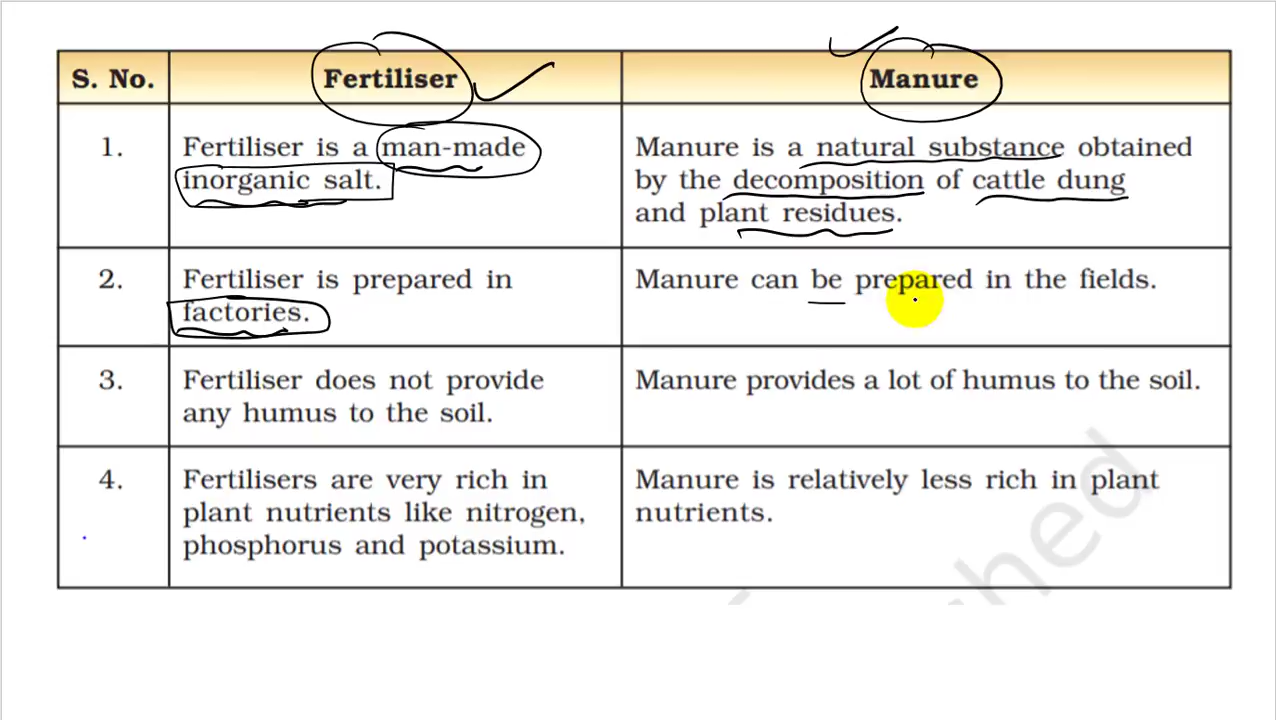 S. No.
Fertiliser
Manure
1.
Fertiliser is a man-made
inorganic salt.
Manure is a natural substance obtained
by the decomposition of cattle dung
and plant residues.
2.
Fertiliser is prepared in
factories.
Manure can be prepared in the fields.
3.
Fertiliser does not provide
any humus to the soil.
Manure provides a lot of humus to the soil.
4.
Fertilisers are very rich in
plant nutrients like nitrogen,
phosphorus and potassium.
Manure is relatively less rich in plant
nutrients.